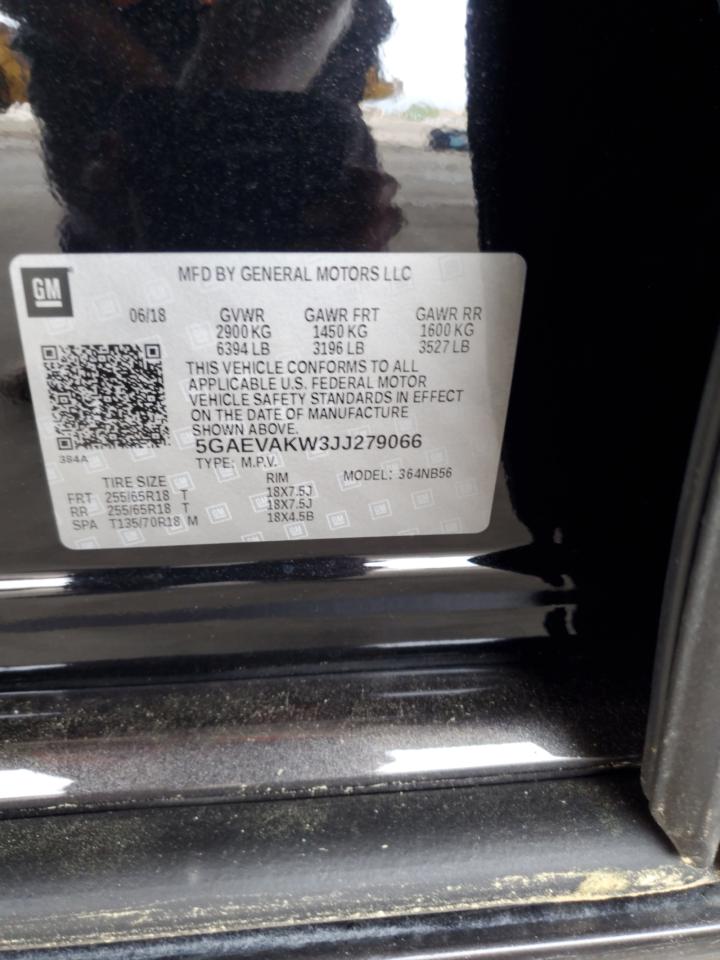 GM
MFD BY GENERAL MOTORS LLC
06/18 GVWR GAWR FRT GAWR RR
2900 KG 1450 KG 1600 KG
6394 LB 3196 LB 3527 LB
THIS VEHICLE CONFORMS TO ALL
APPLICABLE U.S. FEDERAL MOTOR
VEHICLE SAFETY STANDARDS IN EFFECT
ON THE DATE OF MANUFACTURE
SHOWN ABOVE.
384A
5GAEVAKW3JJ279066
TYPE: M.P.V. MODEL: 364NB56
TIRE SIZE RIM
FRT 255/65R18 T 18X7.5J
RR 255/65R18 T 18X7.5J
SPA T135/70R18 M 18X4.5B